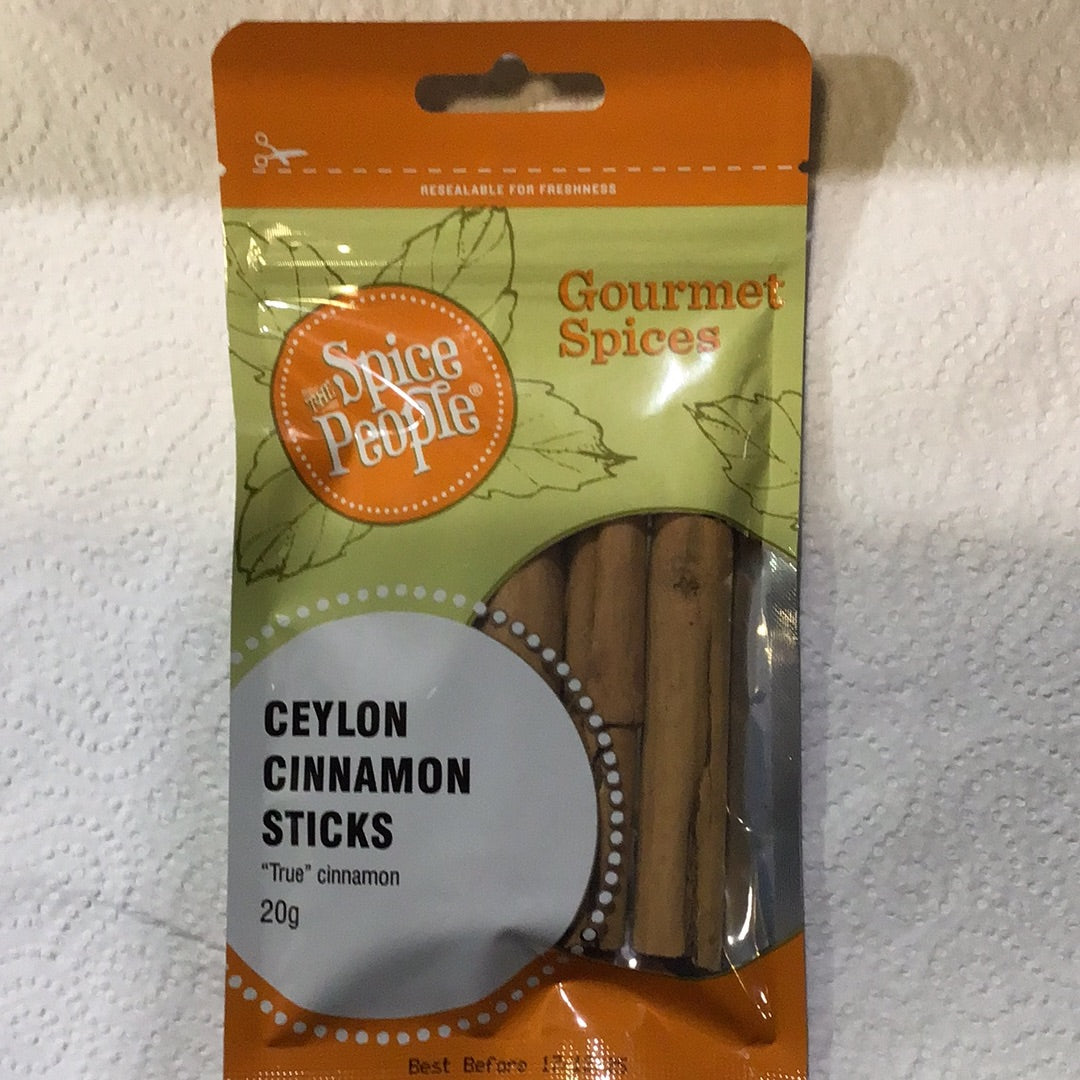 RESEALABLE FOR FRESHNESS
Gourmet
Spices
THE Spice
People®
CEYLON
CINNAMON
STICKS
“True” cinnamon
20g
Best Before